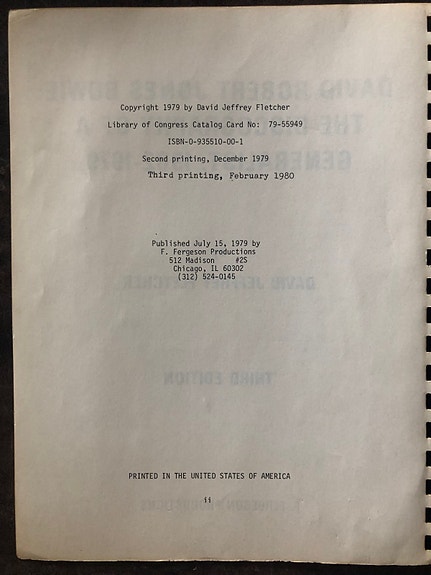 Copyright 1979 by David Jeffrey Fletcher
Library of Congress Catalog Card No: 79-55949
ISBN-0-935510-00-1
Second printing, December 1979
Third printing, February 1980
Published July 15, 1979 by
F. Fergeson Productions
512 Madison #2S
Chicago, IL 60302
(312) 524-0145
PRINTED IN THE UNITED STATES OF AMERICA
ii